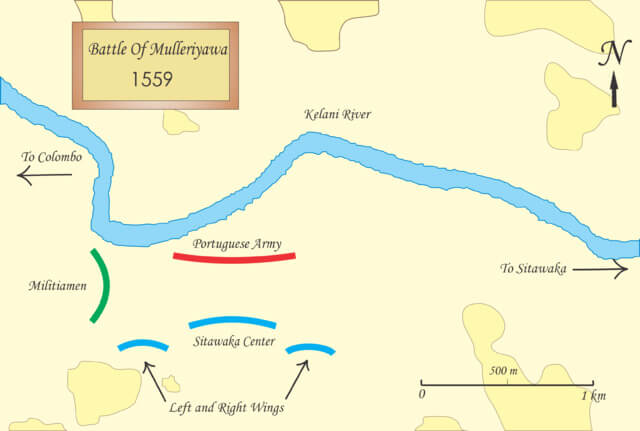 Battle Of Mulleriyawa
1559
N
Kelani River
To Colombo
Portuguese Army
To Sitawaka
Militiamen
Sitawaka Center
500 m
0
1 km
Left and Right Wings